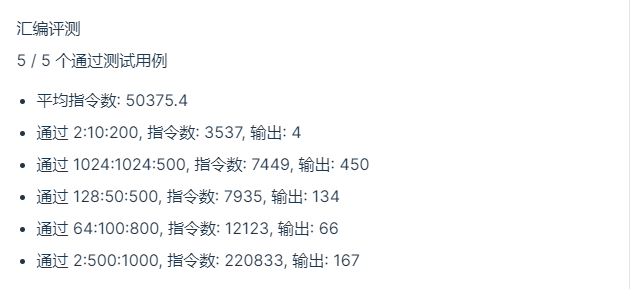 汇编评测
5 / 5 个通过测试用例
• 平均指令数: 50375.4
• 通过 2:10:200, 指令数: 3537, 输出: 4
• 通过 1024:1024:500, 指令数: 7449, 输出: 450
• 通过 128:50:500, 指令数: 7935, 输出: 134
• 通过 64:100:800, 指令数: 12123, 输出: 66
• 通过 2:500:1000, 指令数: 220833, 输出: 167